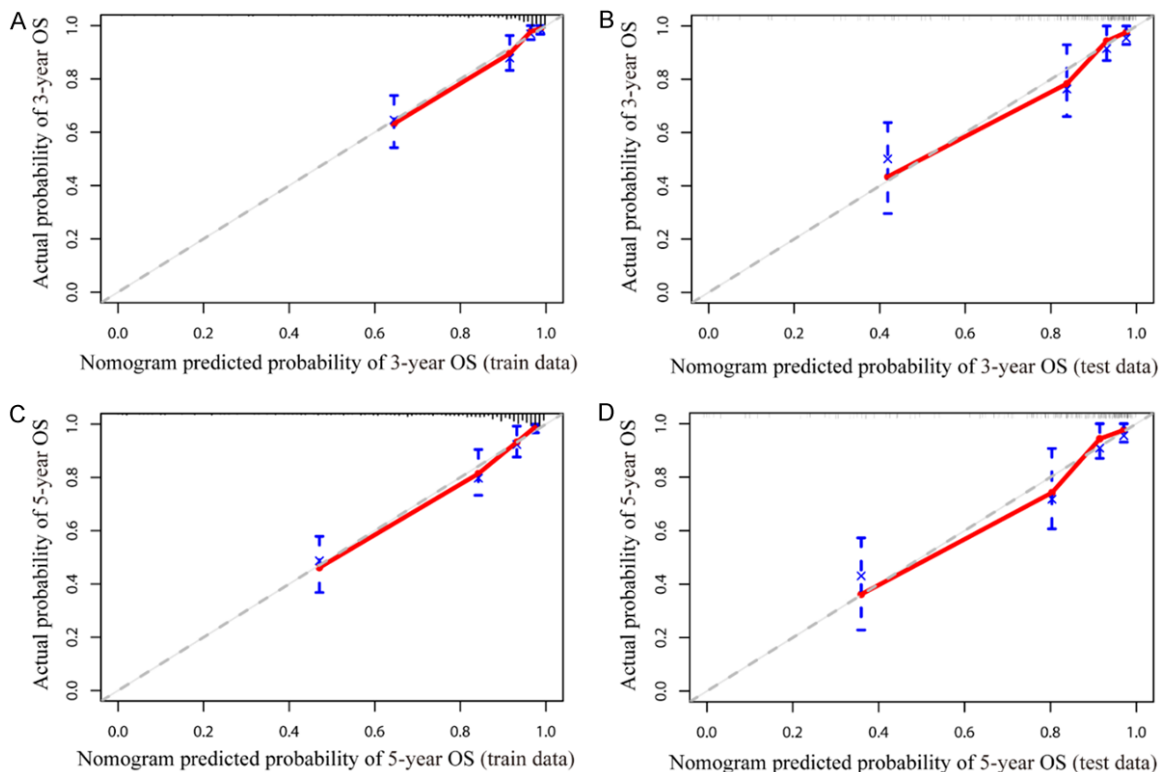 A
B
Actual probability of 3-year OS
0.0
0.2
0.4
0.6
0.8
1.0
0.0 0.2 0.4 0.6 0.8 1.0
Nomogram predicted probability of 3-year OS (train data)
Actual probability of 3-year OS
0.0
0.2
0.4
0.6
0.8
1.0
0.0 0.2 0.4 0.6 0.8 1.0
Nomogram predicted probability of 3-year OS (test data)
C
D
Actual probability of 5-year OS
0.0
0.2
0.4
0.6
0.8
1.0
0.0 0.2 0.4 0.6 0.8 1.0
Nomogram predicted probability of 5-year OS (train data)
Actual probability of 5-year OS
0.0
0.2
0.4
0.6
0.8
1.0
0.0 0.2 0.4 0.6 0.8 1.0
Nomogram predicted probability of 5-year OS (test data)